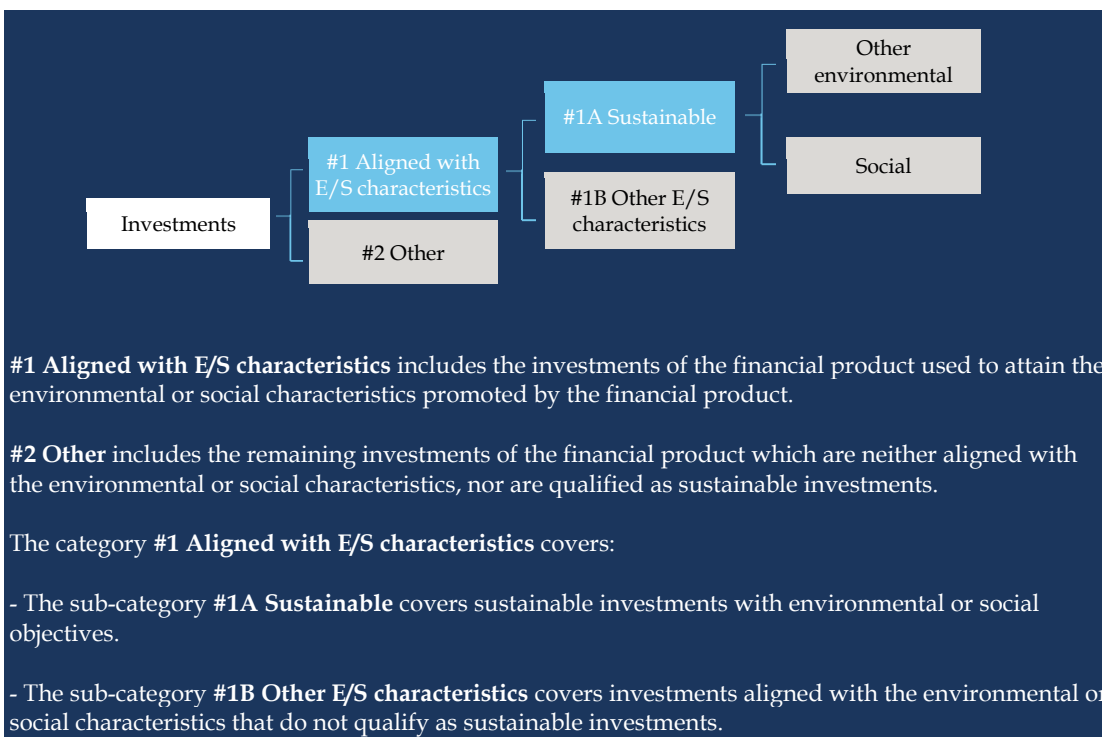 Other
environmental
#1A Sustainable
#1 Aligned with
E/S characteristics
Social
#1B Other E/S
characteristics
Investments
#2 Other
#1 Aligned with E/S characteristics includes the investments of the financial product used to attain the
environmental or social characteristics promoted by the financial product.
#2 Other includes the remaining investments of the financial product which are neither aligned with
the environmental or social characteristics, nor are qualified as sustainable investments.
The category #1 Aligned with E/S characteristics covers:
- The sub-category #1A Sustainable covers sustainable investments with environmental or social
objectives.
- The sub-category #1B Other E/S characteristics covers investments aligned with the environmental or
social characteristics that do not qualify as sustainable investments.